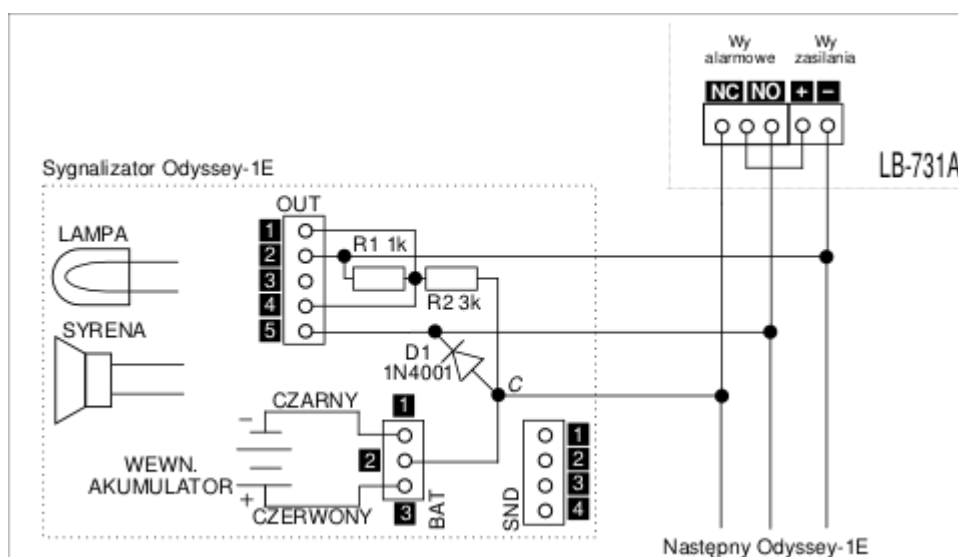 Wy
alarmowe
Wy
zasilania
NC NO + −
LB-731A
Sygnalizator Odyssey-1E
OUT
LAMPA
1
2
3
4
5
R1 1k
R2 3k
SYRENA
D1
1N4001
C
CZARNY
1
−
2
WEWN.
AKUMULATOR
+
CZERWONY
3
BAT
SND
1
2
3
4
Następny Odyssey-1E